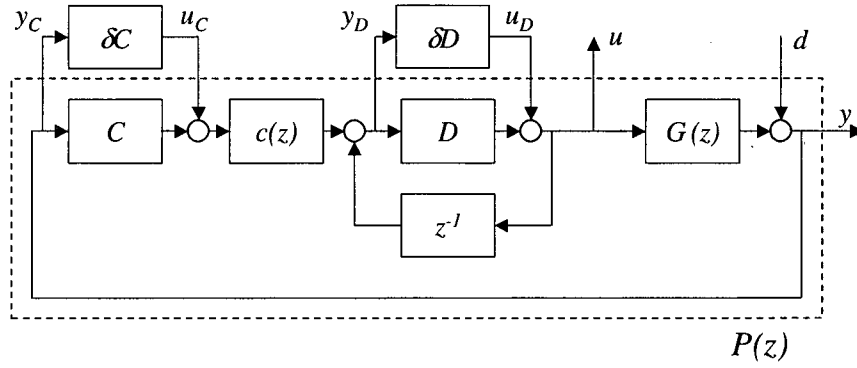 y_C δC u_C y_D δD u_D u d
C c(z) D G(z) y
z^{-1}
P(z)